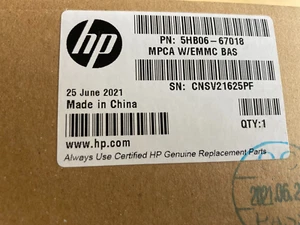 hp
PN: 5HB06-67018
MPCA W/EMMC BAS
SN: CNSV21625PF
25 June 2021
Made in China
QTY:1
www.hp.com
Always Use Certified HP Genuine Replacement Parts